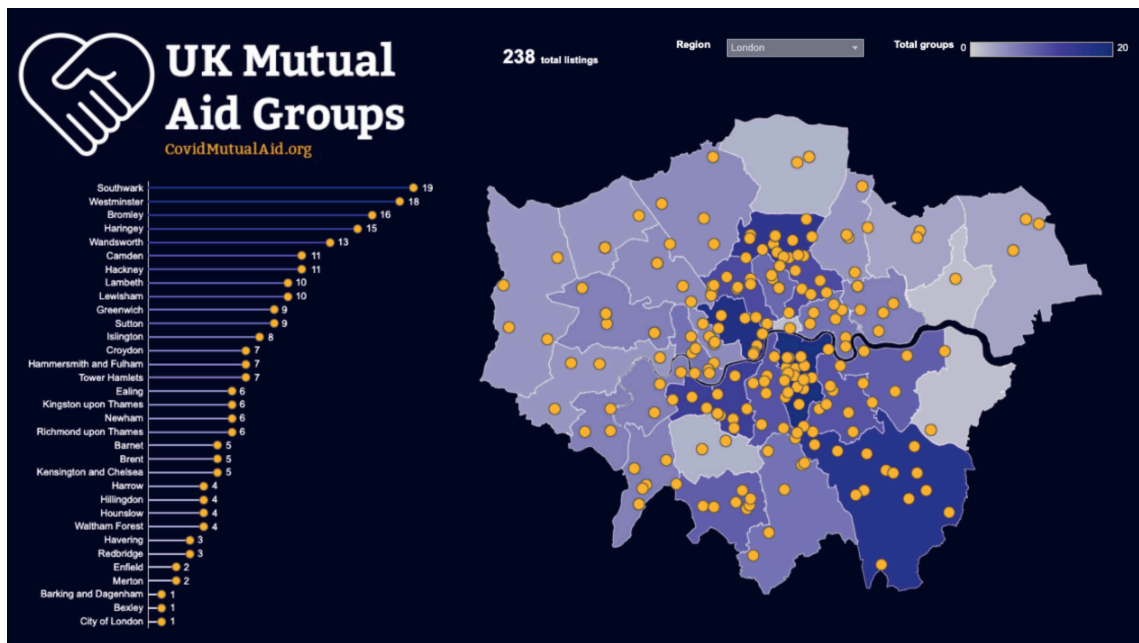 UK Mutual
Aid Groups
CovidMutualAid.org
238 total listings
Region London
Total groups 0 20
Southwark 19
Westminster 18
Bromley 16
Haringey 15
Wandsworth 13
Camden 11
Hackney 11
Lambeth 10
Lewisham 10
Greenwich 9
Sutton 9
Islington 8
Croydon 7
Hammersmith and Fulham 7
Tower Hamlets 7
Ealing 6
Kingston upon Thames 6
Newham 6
Richmond upon Thames 6
Barnet 5
Brent 5
Kensington and Chelsea 5
Harrow 4
Hillingdon 4
Hounslow 4
Waltham Forest 4
Havering 3
Redbridge 3
Enfield 2
Merton 2
Barking and Dagenham 1
Bexley 1
City of London 1